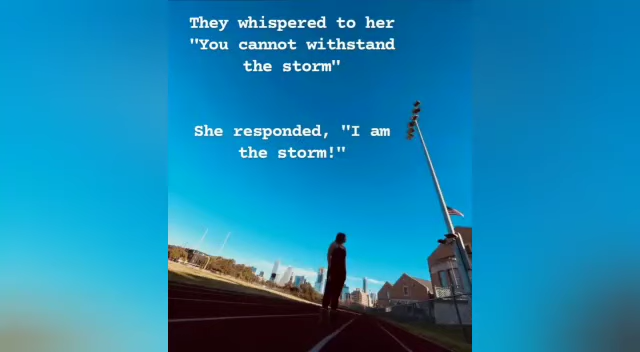 They whispered to her
"You cannot withstand
the storm"
She responded, "I am
the storm!"